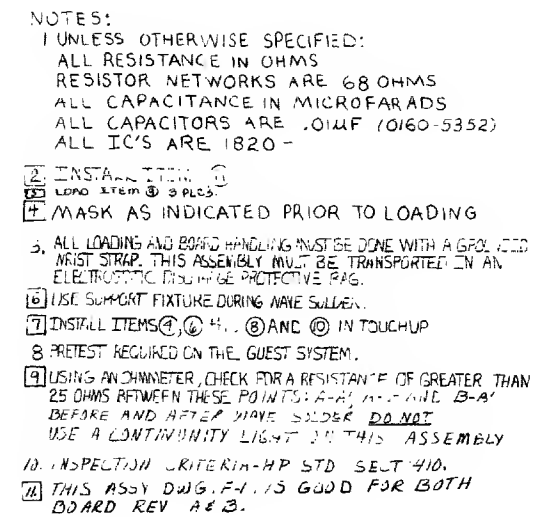 NOTES:
1 UNLESS OTHERWISE SPECIFIED:
ALL RESISTANCE IN OHMS
RESISTOR NETWORKS ARE 68 OHMS
ALL CAPACITANCE IN MICROFARADS
ALL CAPACITORS ARE .01UF (0160-5352)
ALL IC'S ARE 1820-
2 INSTALL ITEM 11
3 LOAD ITEM 3 3 PLCS.
4 MASK AS INDICATED PRIOR TO LOADING
5. ALL LOADING AND BOARD HANDLING MUST BE DONE WITH A GROUNDED
WRIST STRAP. THIS ASSEMBLY MUST BE TRANSPORTED IN AN
ELECTROSTATIC DISCHARGE PROTECTIVE BAG.
6 USE SUPPORT FIXTURE DURING WAVE SOLDER.
7 INSTALL ITEMS 4, 6 8 AND 10 IN TOUCHUP
8 PRETEST REQUIRED ON THE GUEST SYSTEM.
9 USING AN OHMMETER, CHECK FOR A RESISTANCE OF GREATER THAN
25 OHMS BETWEEN THESE POINTS: A-A' AND B-A'
BEFORE AND AFTER WAVE SOLDER DO NOT
USE A CONTINUITY LIGHT ON THIS ASSEMBLY
10. INSPECTION CRITERIA-HP STD SECT 410.
11. THIS ASSY DWG. F-1. IS GOOD FOR BOTH
BOARD REV A & B.